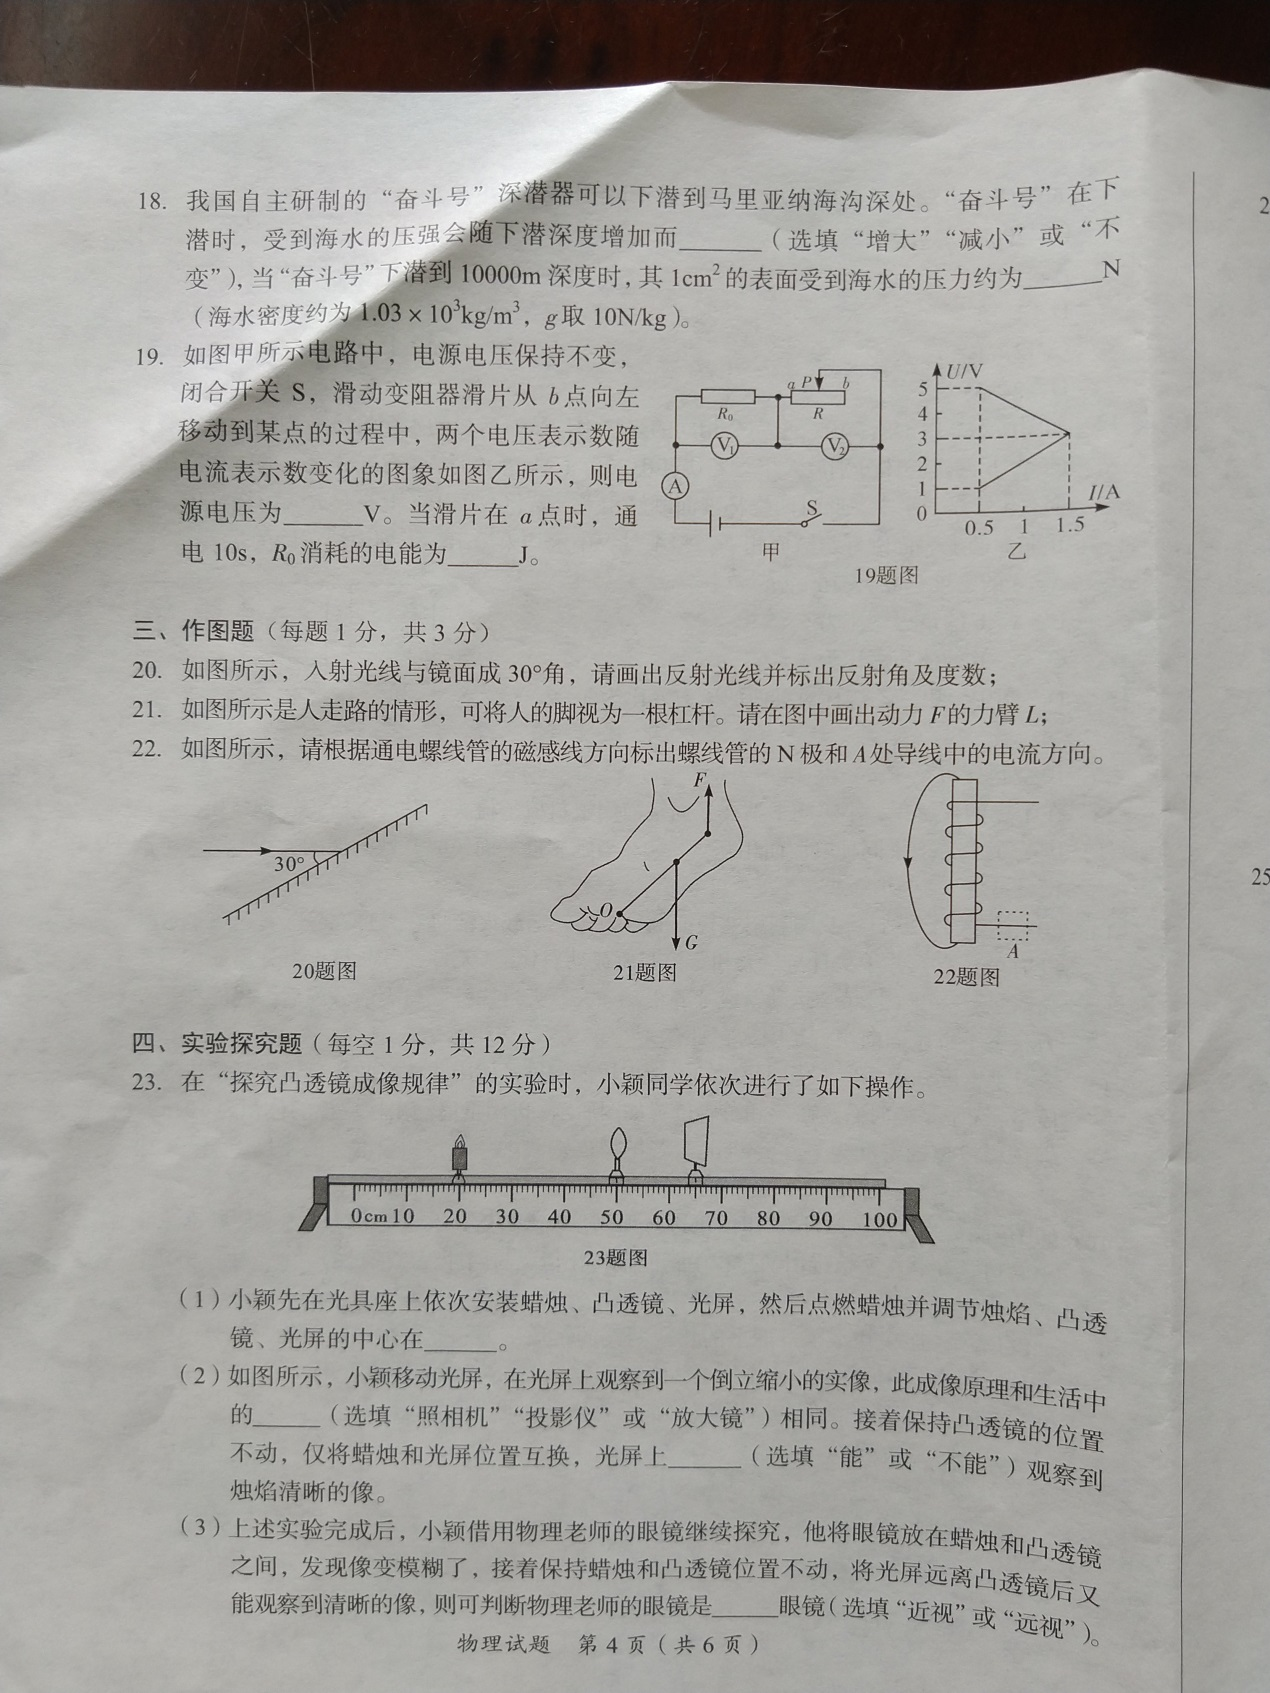 18. 我国自主研制的“奋斗号”深潜器可以下潜到马里亚纳海沟深处。“奋斗号”在下
潜时，受到海水的压强会随下潜深度增加而______（选填“增大”“减小”或“不
变”），当“奋斗号”下潜到10000m深度时，其1cm²的表面受到海水的压力约为______N
（海水密度约为1.03×10³kg/m³，g取10N/kg）。
19. 如图甲所示电路中，电源电压保持不变，
闭合开关S，滑动变阻器滑片从b点向左
移动到某点的过程中，两个电压表示数随
电流表示数变化的图象如图乙所示，则电
源电压为______V。当滑片在a点时，通
电10s，R₀消耗的电能为______J。
a P b
R₀ R
V₁ V₂
A
S
甲
U/V
5
4
3
2
1
0
0.5 1 1.5
I/A
乙
19题图
三、作图题（每题1分，共3分）
20. 如图所示，入射光线与镜面成30°角，请画出反射光线并标出反射角及度数；
21. 如图所示是人走路的情形，可将人的脚视为一根杠杆。请在图中画出动力F的力臂L；
22. 如图所示，请根据通电螺线管的磁感线方向标出螺线管的N极和A处导线中的电流方向。
30°
20题图
F
O
G
21题图
A
22题图
四、实验探究题（每空1分，共12分）
23. 在“探究凸透镜成像规律”的实验时，小颖同学依次进行了如下操作。
0cm 10 20 30 40 50 60 70 80 90 100
23题图
（1）小颖先在光具座上依次安装蜡烛、凸透镜、光屏，然后点燃蜡烛并调节烛焰、凸透
镜、光屏的中心在______。
（2）如图所示，小颖移动光屏，在光屏上观察到一个倒立缩小的实像，此成像原理和生活中
的______（选填“照相机”“投影仪”或“放大镜”）相同。接着保持凸透镜的位置
不动，仅将蜡烛和光屏位置互换，光屏上______（选填“能”或“不能”）观察到
烛焰清晰的像。
（3）上述实验完成后，小颖借用物理老师的眼镜继续探究，他将眼镜放在蜡烛和凸透镜
之间，发现像变模糊了，接着保持蜡烛和凸透镜位置不动，将光屏远离凸透镜后又
能观察到清晰的像，则可判断物理老师的眼镜是______眼镜（选填“近视”或“远视”）。
物理试题 第4页（共6页）
2
25